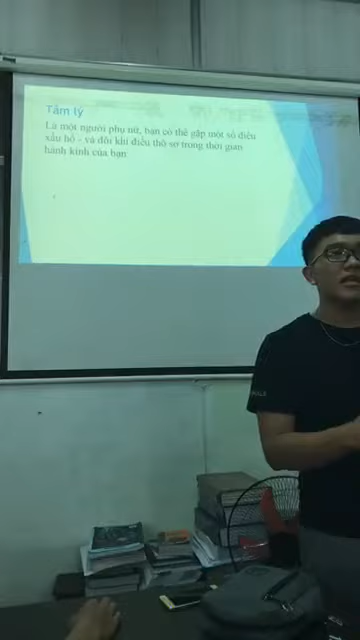 Tâm lý
Là một người phụ nữ, bạn có thể gặp một số điều
xấu hổ - và đôi khi điều thô sơ trong thời gian
hành kinh của bạn